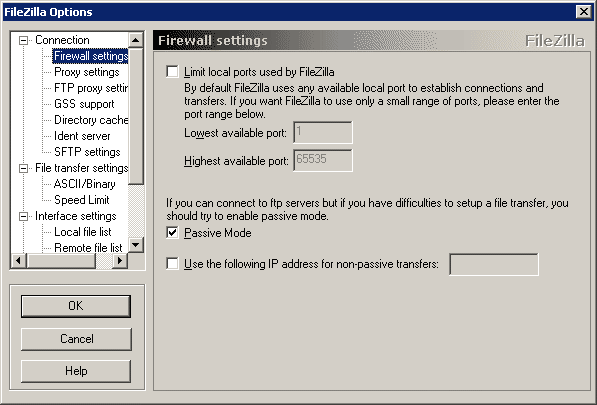 FileZilla Options
Connection
Firewall settings
Proxy settings
FTP proxy settin
GSS support
Directory cache
Ident server
SFTP settings
File transfer settings
ASCII/Binary
Speed Limit
Interface settings
Local file list
Remote file list
OK
Cancel
Help
Firewall settings
FileZilla
Limit local ports used by FileZilla
By default FileZilla uses any available local port to establish connections and
transfers. If you want FileZilla to use only a small range of ports, please enter the
port range below.
Lowest available port: 1
Highest available port: 65535
If you can connect to ftp servers but if you have difficulties to setup a file transfer, you
should try to enable passive mode.
Passive Mode
Use the following IP address for non-passive transfers: